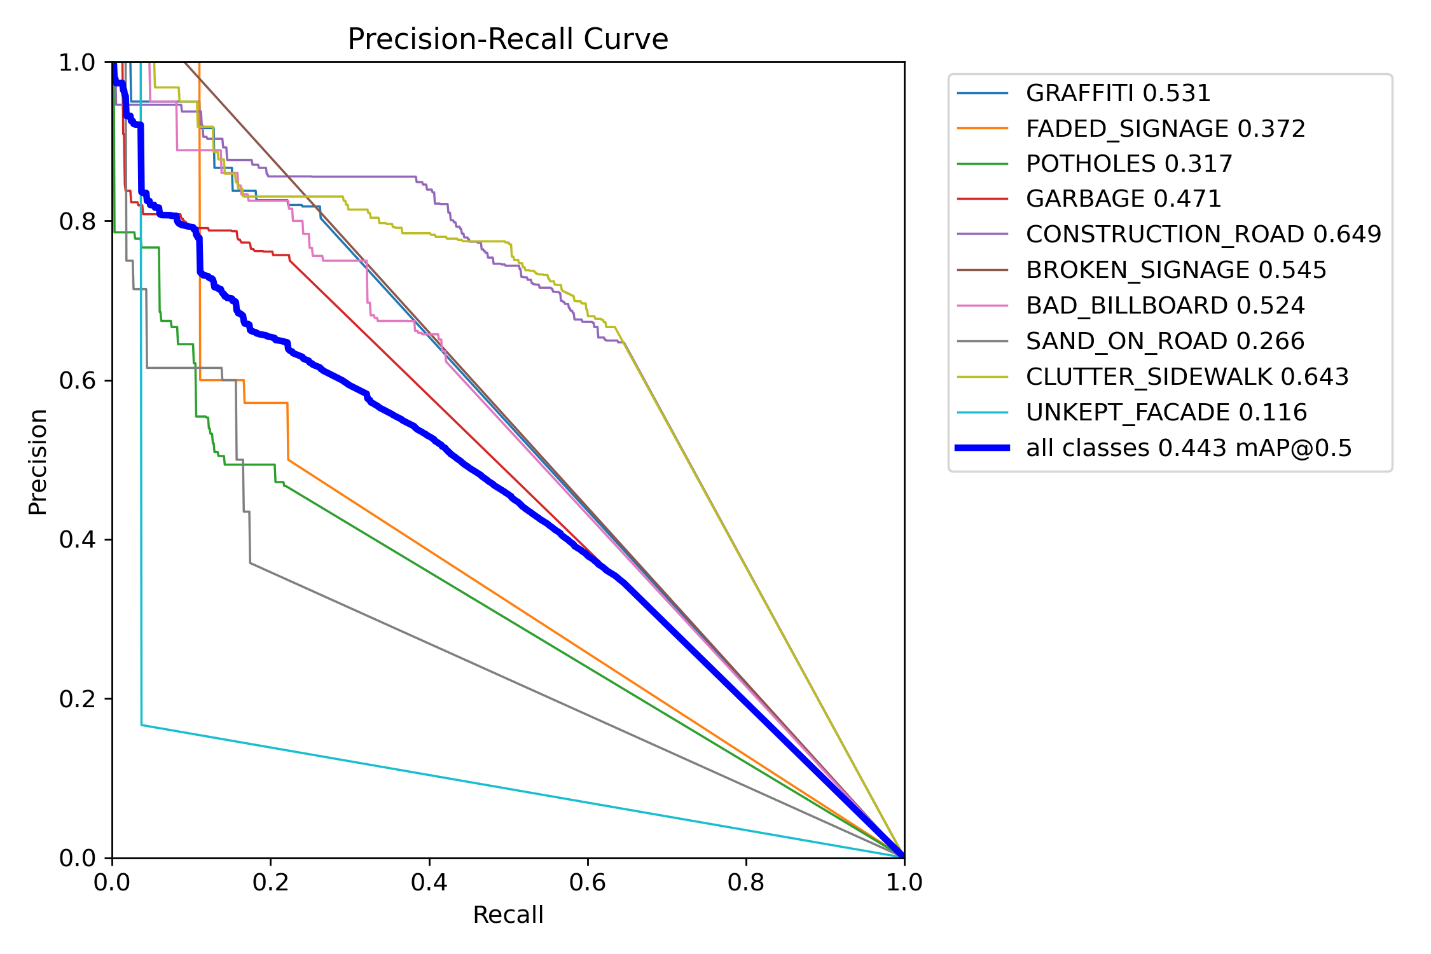 Precision-Recall Curve
1.0
0.8
0.6
0.4
0.2
0.0
Precision
0.0 0.2 0.4 0.6 0.8 1.0
Recall
GRAFFITI 0.531
FADED_SIGNAGE 0.372
POTHOLES 0.317
GARBAGE 0.471
CONSTRUCTION_ROAD 0.649
BROKEN_SIGNAGE 0.545
BAD_BILLBOARD 0.524
SAND_ON_ROAD 0.266
CLUTTER_SIDEWALK 0.643
UNKEPT_FACADE 0.116
all classes 0.443 mAP@0.5